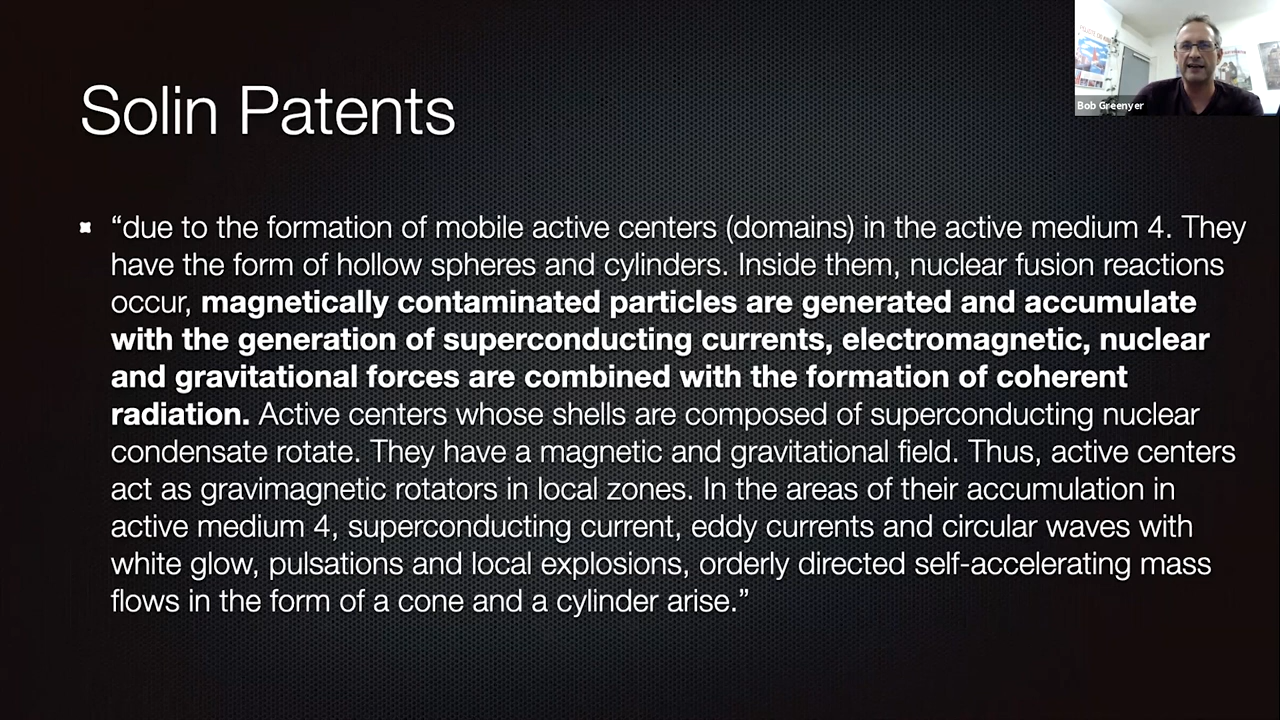 Bob Greenyer
Solin Patents
“due to the formation of mobile active centers (domains) in the active medium 4. They
have the form of hollow spheres and cylinders. Inside them, nuclear fusion reactions
occur, magnetically contaminated particles are generated and accumulate
with the generation of superconducting currents, electromagnetic, nuclear
and gravitational forces are combined with the formation of coherent
radiation. Active centers whose shells are composed of superconducting nuclear
condensate rotate. They have a magnetic and gravitational field. Thus, active centers
act as gravimagnetic rotators in local zones. In the areas of their accumulation in
active medium 4, superconducting current, eddy currents and circular waves with
white glow, pulsations and local explosions, orderly directed self-accelerating mass
flows in the form of a cone and a cylinder arise.”